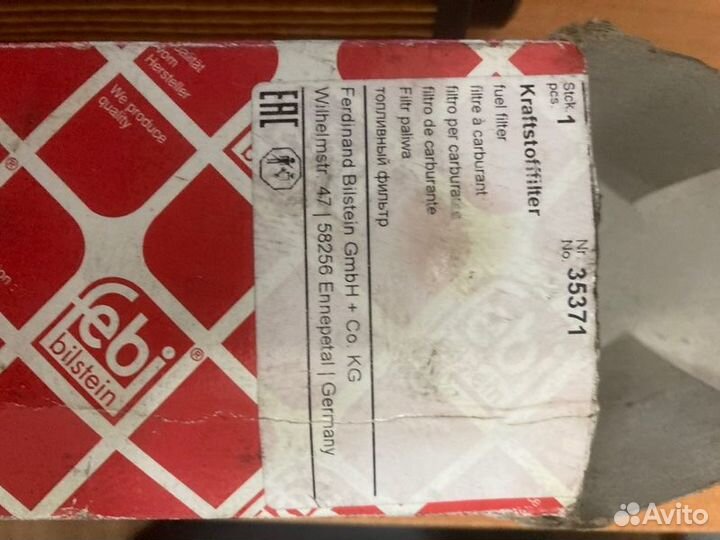 Stck. 1
pcs.
Nr.
No. 35371
Kraftstofffilter
fuel filter
filtre à carburant
filtro per carburante
filtro de carburante
Filtr paliwa
топливный фильтр
Ferdinand Bilstein GmbH + Co. KG
Wilhelmstr. 47 | 58256 Ennepetal | Germany
EAC
vom
Hersteller
We produce
quality
febi
bilstein
®
Avito